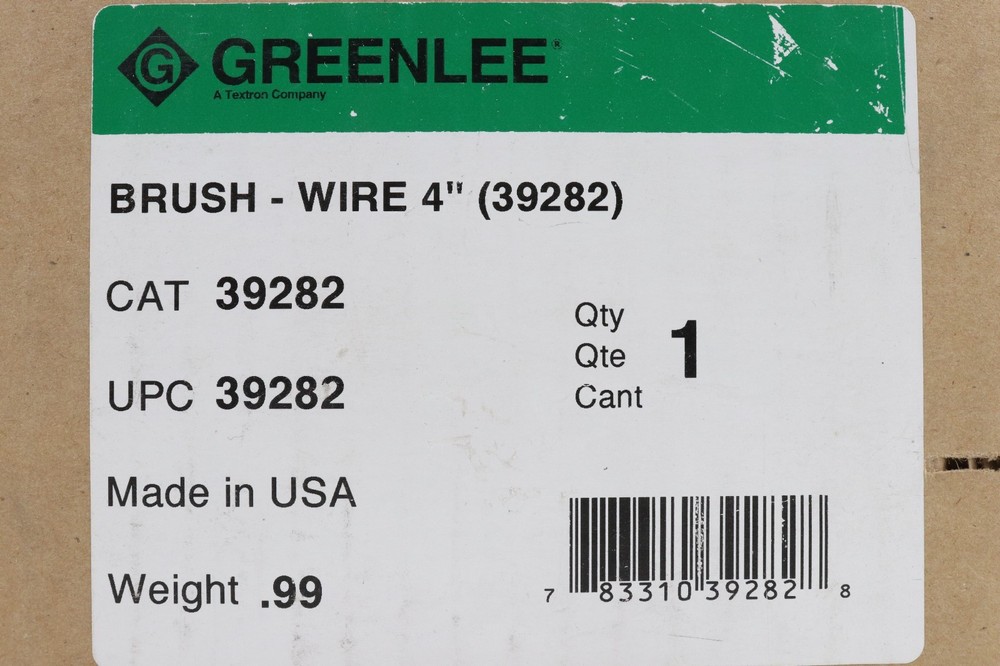 G GREENLEE®
A Textron Company
BRUSH - WIRE 4" (39282)
CAT 39282
UPC 39282
Qty
Qte 1
Cant
Made in USA
Weight .99
7 83310 39282 8